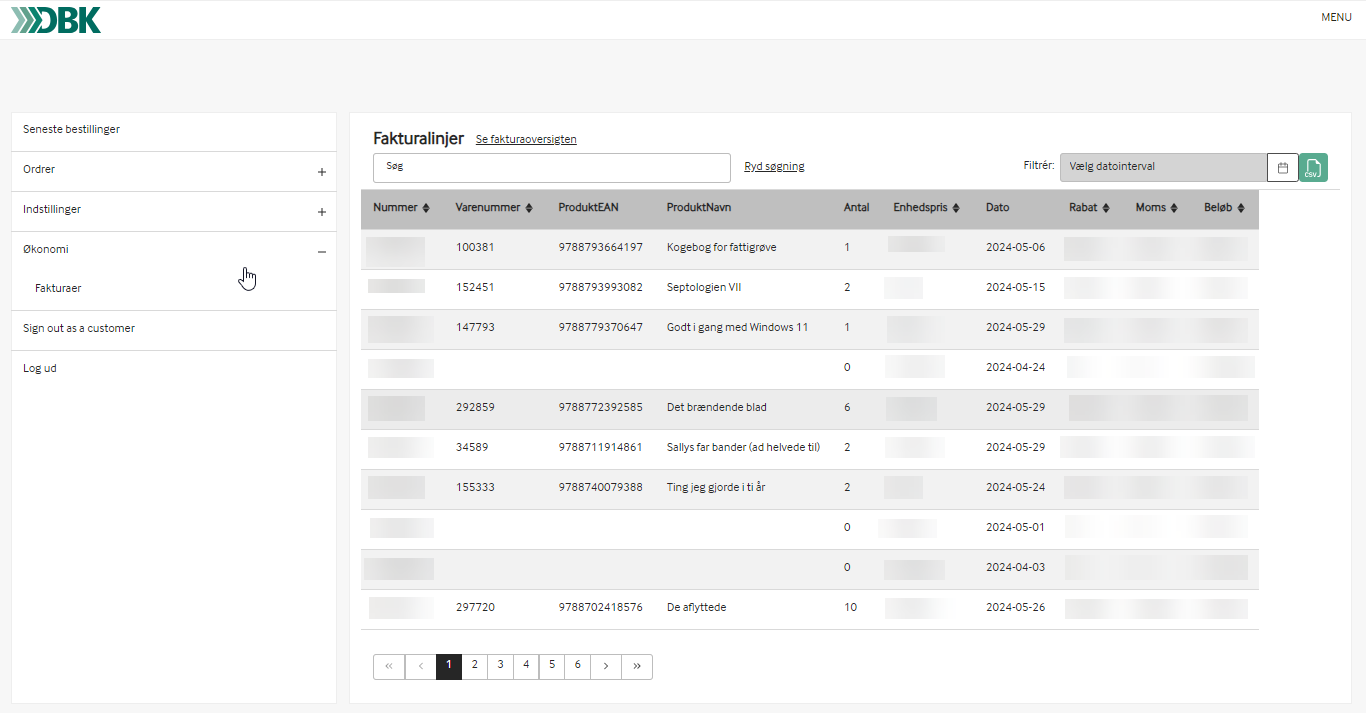 DBK
MENU
Seneste bestillinger
Ordrer +
Indstillinger +
Økonomi −
Fakturaer
Sign out as a customer
Log ud
Fakturalinjer Se fakturaoversigten
Søg Ryd søgning Filtrér: Vælg datointerval CSV
Nummer Varenummer ProduktEAN ProduktNavn Antal Enhedspris Dato Rabat Moms Beløb
100381 9788793664197 Kogebog for fattigrøve 1 2024-05-06
152451 9788793993082 Septologien VII 2 2024-05-15
147793 9788779370647 Godt i gang med Windows 11 1 2024-05-29
0 2024-04-24
292859 9788772392585 Det brændende blad 6 2024-05-29
34589 9788711914861 Sallys far bander (ad helvede til) 2 2024-05-29
155333 9788740079388 Ting jeg gjorde i ti år 2 2024-05-24
0 2024-05-01
0 2024-04-03
297720 9788702418576 De aflyttede 10 2024-05-26
« ‹ 1 2 3 4 5 6 › »